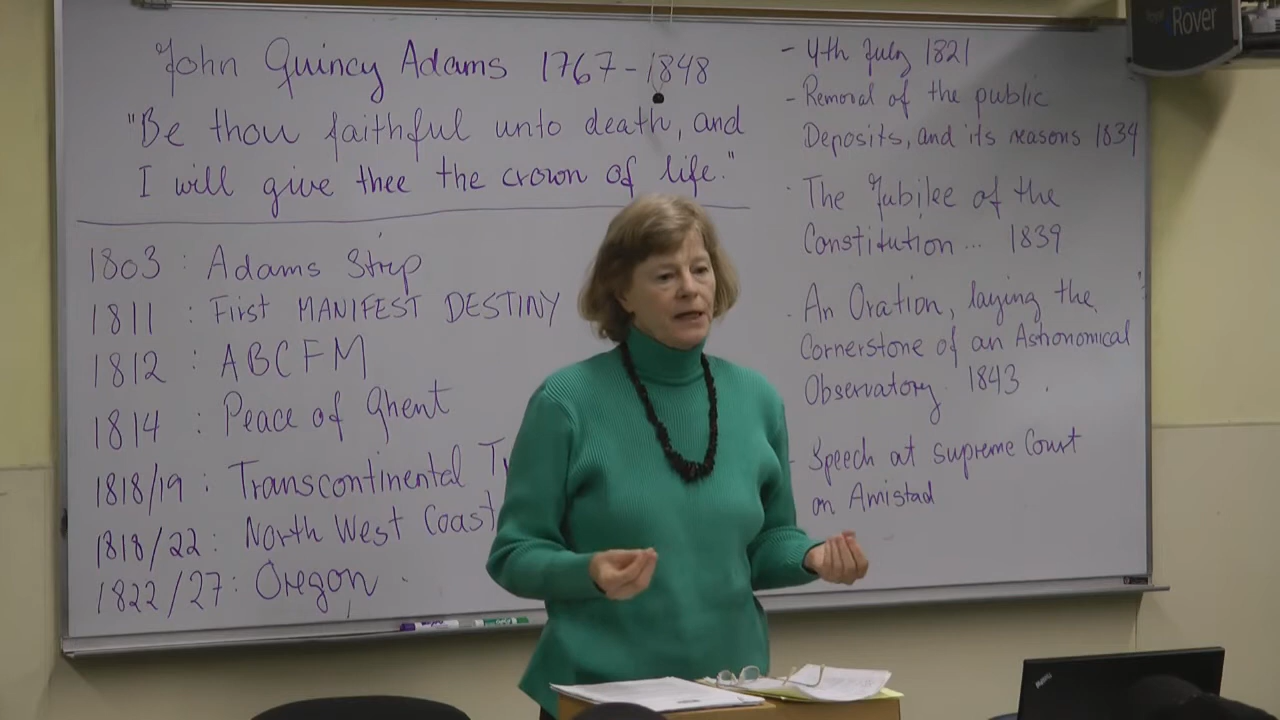 John Quincy Adams 1767-1848
"Be thou faithful unto death, and
I will give thee the crown of life."
1803 : Adams Strip
1811 : First MANIFEST DESTINY
1812 : ABCFM
1814 : Peace of Ghent
1818/19 : Transcontinental
1818/22 : North West Coast
1822/27 : Oregon
- 4th July 1821
- Removal of the public
Deposits, and its reasons 1834
· The Jubilee of the
Constitution... 1839
· An Oration, laying the
Cornerstone of an Astronomical
Observatory. 1843 .
- Speech at supreme Court
on Amistad
Rover